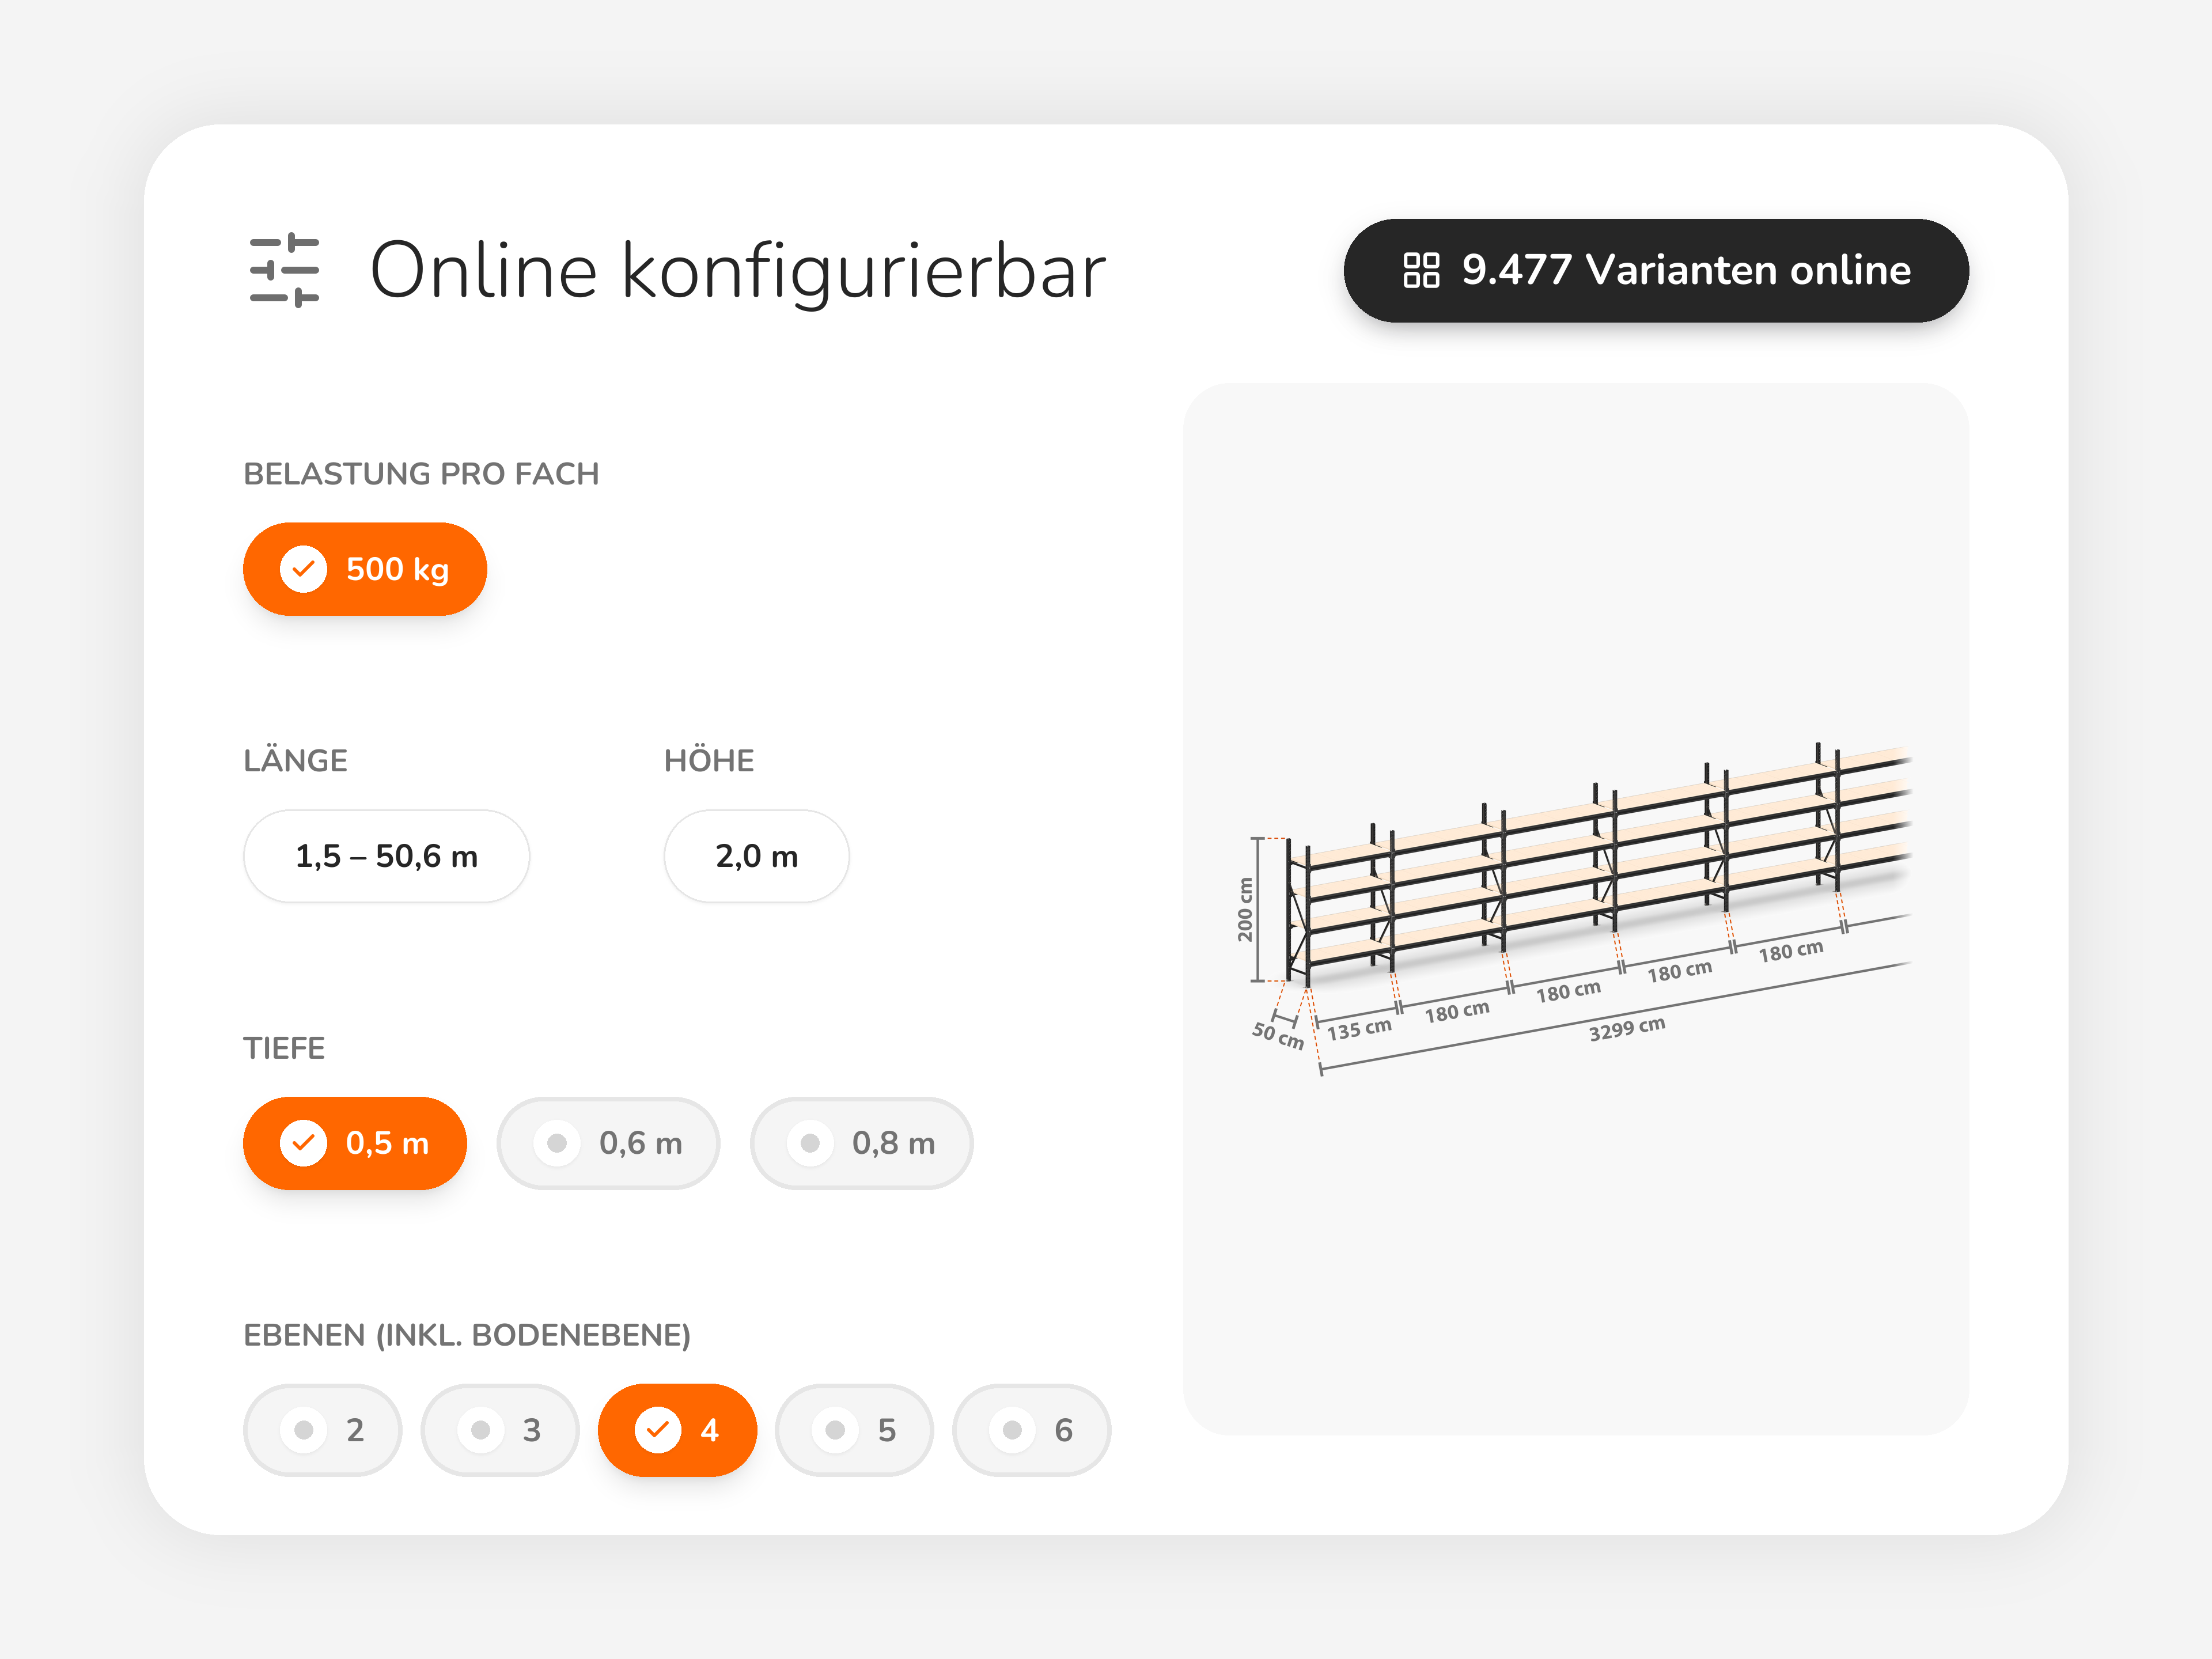 Online konfigurierbar
9.477 Varianten online
BELASTUNG PRO FACH
500 kg
LÄNGE
HÖHE
1,5 – 50,6 m
2,0 m
TIEFE
0,5 m
0,6 m
0,8 m
EBENEN (INKL. BODENEBENE)
2
3
4
5
6
200 cm
50 cm
135 cm
180 cm
180 cm
180 cm
180 cm
3299 cm